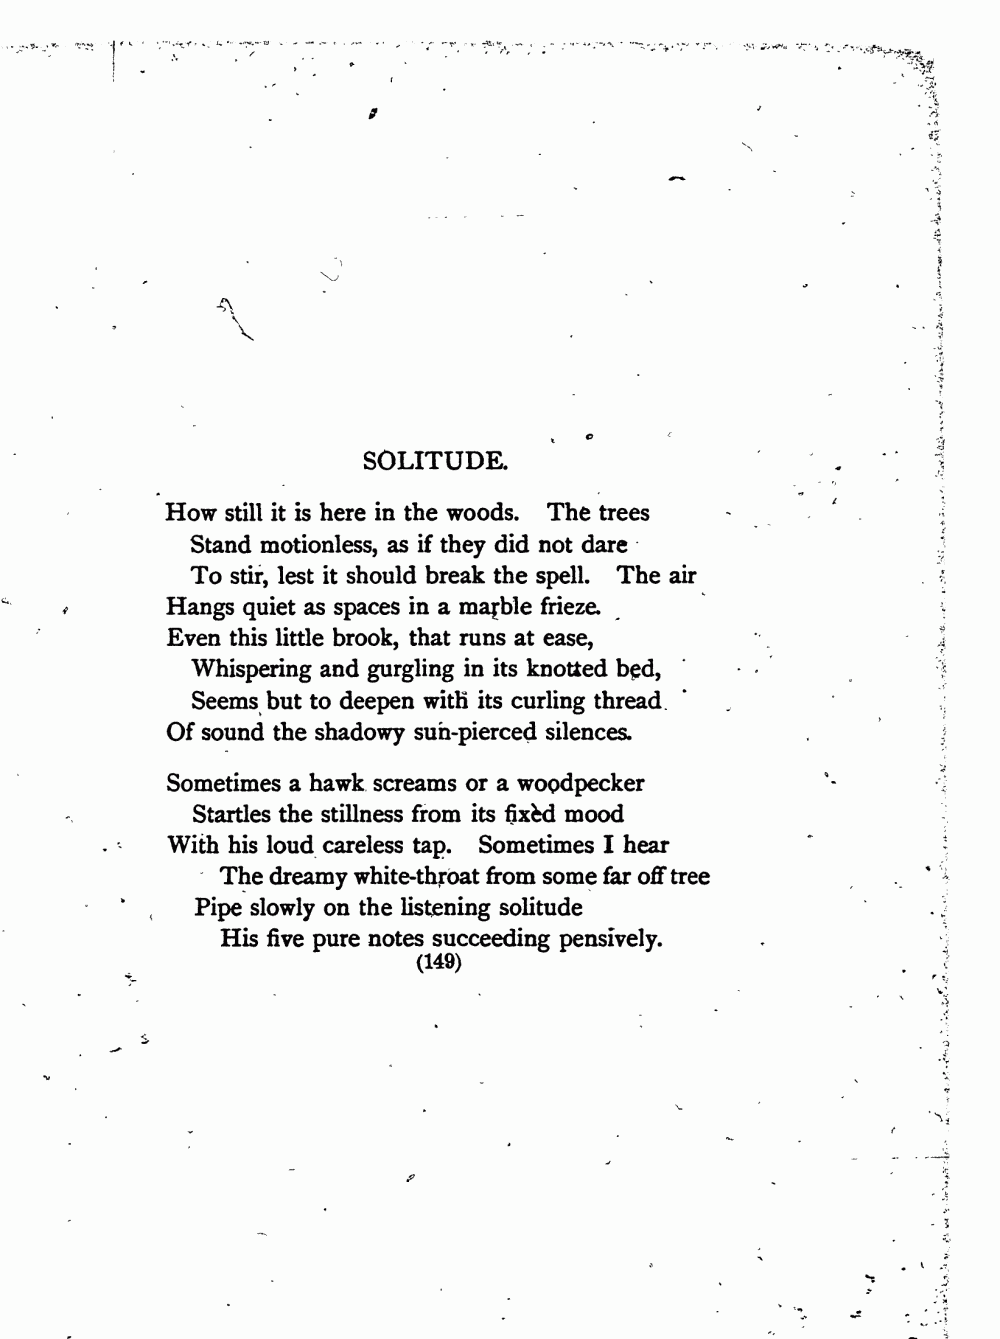 SOLITUDE.
How still it is here in the woods. The trees
Stand motionless, as if they did not dare
To stir, lest it should break the spell. The air
Hangs quiet as spaces in a marble frieze.
Even this little brook, that runs at ease,
Whispering and gurgling in its knotted bed,
Seems but to deepen with its curling thread
Of sound the shadowy sun-pierced silences.
Sometimes a hawk screams or a woodpecker
Startles the stillness from its fixèd mood
With his loud careless tap. Sometimes I hear
The dreamy white-throat from some far off tree
Pipe slowly on the listening solitude
His five pure notes succeeding pensively.
(149)